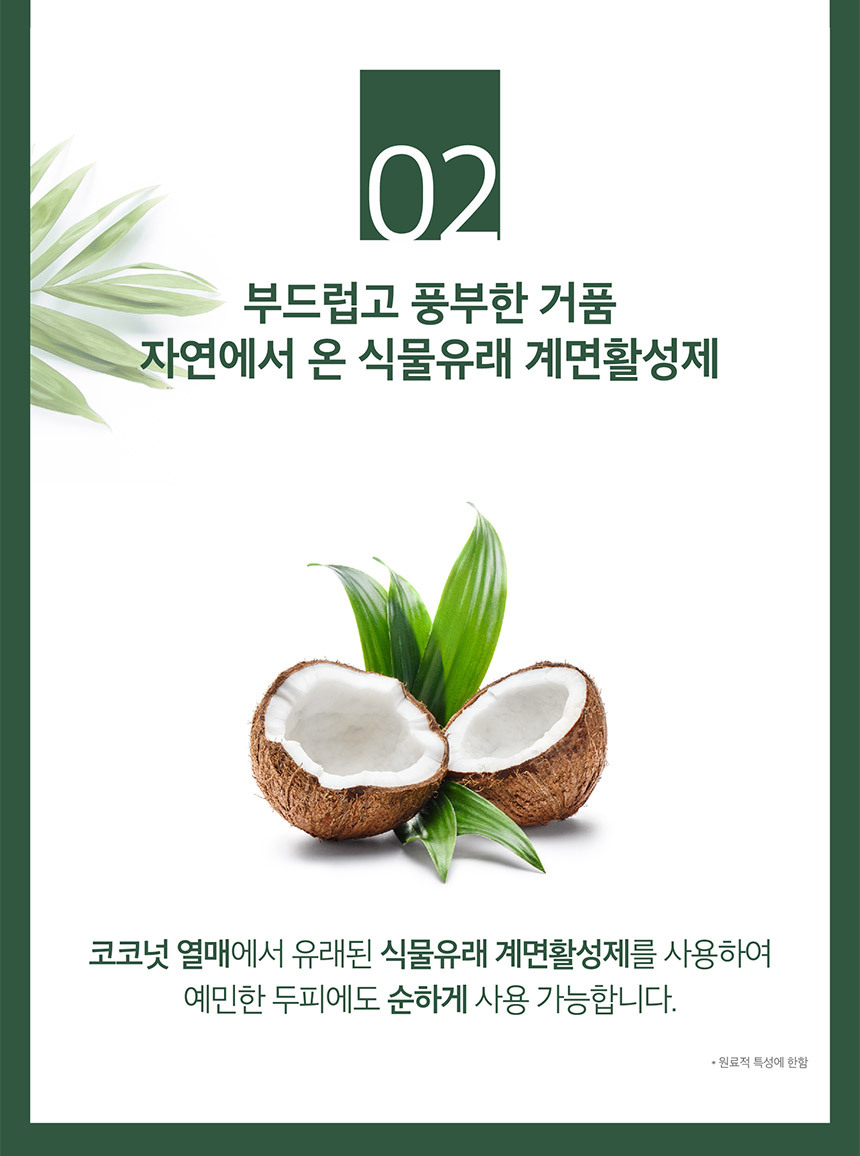 02
부드럽고 풍부한 거품
자연에서 온 식물유래 계면활성제
코코넛 열매에서 유래된 식물유래 계면활성제를 사용하여
예민한 두피에도 순하게 사용 가능합니다.
* 원료적 특성에 한함